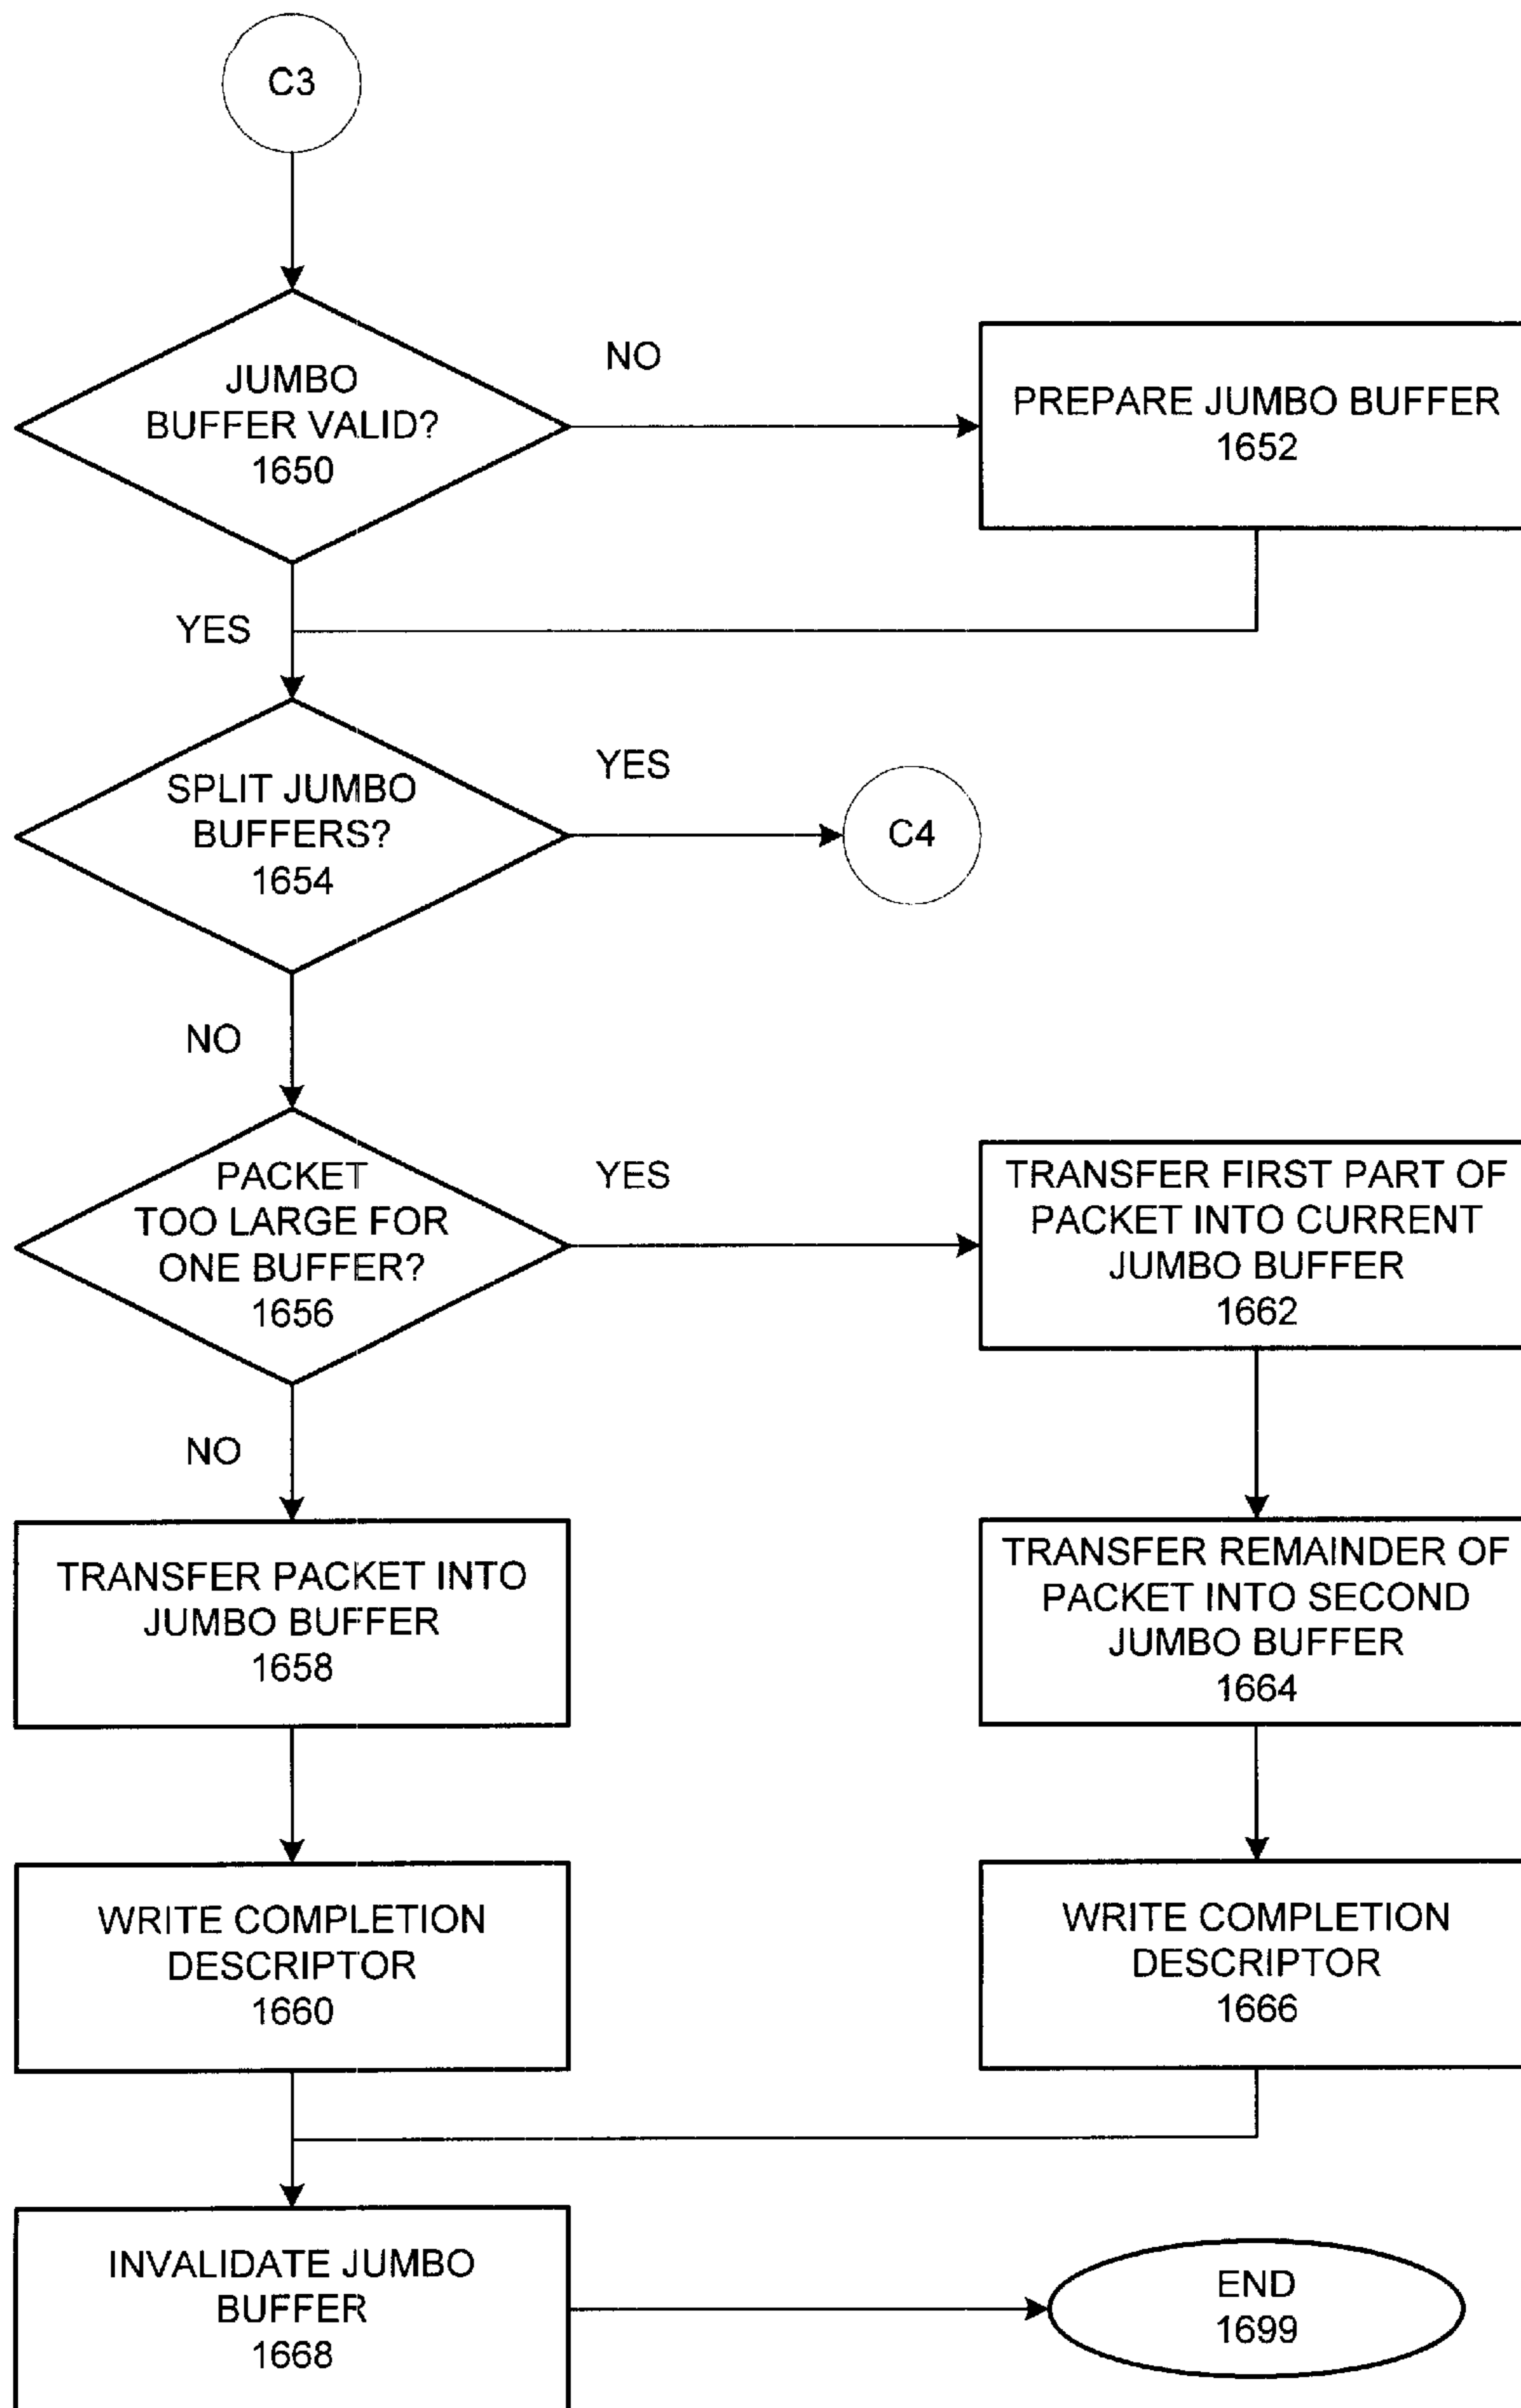 C3
JUMBO
BUFFER VALID?
1650
NO
PREPARE JUMBO BUFFER
1652
YES
SPLIT JUMBO
BUFFERS?
1654
YES
C4
NO
PACKET
TOO LARGE FOR
ONE BUFFER?
1656
YES
TRANSFER FIRST PART OF
PACKET INTO CURRENT
JUMBO BUFFER
1662
NO
TRANSFER PACKET INTO
JUMBO BUFFER
1658
TRANSFER REMAINDER OF
PACKET INTO SECOND
JUMBO BUFFER
1664
WRITE COMPLETION
DESCRIPTOR
1660
WRITE COMPLETION
DESCRIPTOR
1666
INVALIDATE JUMBO
BUFFER
1668
END
1699